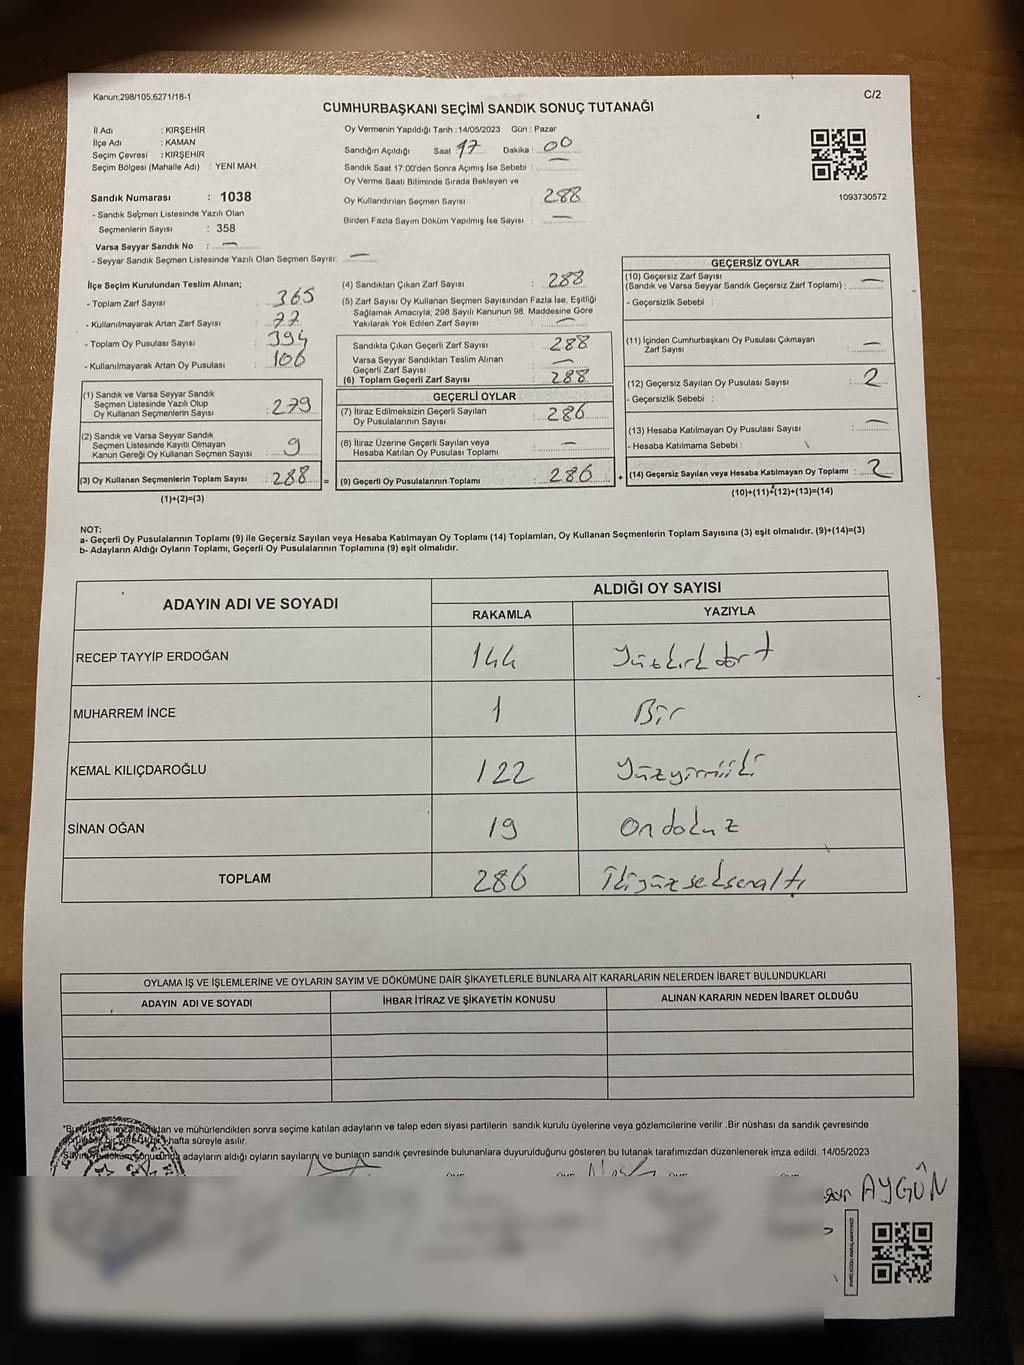 Kanun;298/105,6271/18-1
C/2
CUMHURBAŞKANI SEÇİMİ SANDIK SONUÇ TUTANAĞI
İl Adı : KIRŞEHİR
İlçe Adı : KAMAN
Seçim Çevresi : KIRŞEHİR
Seçim Bölgesi (Mahalle Adı) : YENİ MAH.
Sandık Numarası : 1038
- Sandık Seçmen Listesinde Yazılı Olan
Seçmenlerin Sayısı : 358
Varsa Seyyar Sandık No : —
- Seyyar Sandık Seçmen Listesinde Yazılı Olan Seçmen Sayısı: —
Oy Vermenin Yapıldığı Tarih : 14/05/2023 Gün : Pazar
Sandığın Açıldığı Saat 17 Dakika : 00
Sandık Saat 17:00'den Sonra Açımış İse Sebebi : —
Oy Verme Saati Bitiminde Sırada Bekleyen ve
Oy Kullandırılan Seçmen Sayısı : 288
Birden Fazla Sayım Döküm Yapılmış İse Sayısı : —
1093730572
İlçe Seçim Kurulundan Teslim Alınan;
- Toplam Zarf Sayısı : 365
- Kullanılmayarak Artan Zarf Sayısı : 77
- Toplam Oy Pusulası Sayısı : 394
- Kullanılmayarak Artan Oy Pusulası : 106
(1) Sandık ve Varsa Seyyar Sandık
Seçmen Listesinde Yazılı Olup
Oy Kullanan Seçmenlerin Sayısı : 279
(2) Sandık ve Varsa Seyyar Sandık
Seçmen Listesinde Kayıtlı Olmayan
Kanun Gereği Oy Kullanan Seçmen Sayısı : 9
(3) Oy Kullanan Seçmenlerin Toplam Sayısı : 288 =
(1)+(2)=(3)
(4) Sandıktan Çıkan Zarf Sayısı : 288
(5) Zarf Sayısı Oy Kullanan Seçmen Sayısından Fazla İse, Eşitliği
Sağlamak Amacıyla; 298 Sayılı Kanunun 98. Maddesine Göre
Yakılarak Yok Edilen Zarf Sayısı : —
Sandıkta Çıkan Geçerli Zarf Sayısı : 288
Varsa Seyyar Sandıktan Teslim Alınan
Geçerli Zarf Sayısı : —
(6) Toplam Geçerli Zarf Sayısı : 288
GEÇERLİ OYLAR
(7) İtiraz Edilmeksizin Geçerli Sayılan
Oy Pusulalarının Sayısı : 286
(8) İtiraz Üzerine Geçerli Sayılan veya
Hesaba Katılan Oy Pusulası Toplamı : —
(9) Geçerli Oy Pusulalarının Toplamı : 286 +
GEÇERSİZ OYLAR
(10) Geçersiz Zarf Sayısı
(Sandık ve Varsa Seyyar Sandık Geçersiz Zarf Toplamı) : —
- Geçersizlik Sebebi :
(11) İçinden Cumhurbaşkanı Oy Pusulası Çıkmayan
Zarf Sayısı : —
(12) Geçersiz Sayılan Oy Pusulası Sayısı : 2
- Geçersizlik Sebebi :
(13) Hesaba Katılmayan Oy Pusulası Sayısı : —
- Hesaba Katılmama Sebebi :
(14) Geçersiz Sayılan veya Hesaba Katılmayan Oy Toplamı : 2
(10)+(11)+(12)+(13)=(14)
NOT:
a- Geçerli Oy Pusulalarının Toplamı (9) ile Geçersiz Sayılan veya Hesaba Katılmayan Oy Toplamı (14) Toplamları, Oy Kullanan Seçmenlerin Toplam Sayısına (3) eşit olmalıdır. (9)+(14)=(3)
b- Adayların Aldığı Oyların Toplamı, Geçerli Oy Pusulalarının Toplamına (9) eşit olmalıdır.
ADAYIN ADI VE SOYADI
ALDIĞI OY SAYISI
RAKAMLA YAZIYLA
RECEP TAYYİP ERDOĞAN 144 Yüzkırkdört
MUHARREM İNCE 1 Bir
KEMAL KILIÇDAROĞLU 122 Yüzyirmiiki
SİNAN OĞAN 19 Ondokuz
TOPLAM 286 İkiyüzseksenaltı
OYLAMA İŞ VE İŞLEMLERİNE VE OYLARIN SAYIM VE DÖKÜMÜNE DAİR ŞİKAYETLERLE BUNLARA AİT KARARLARIN NELERDEN İBARET BULUNDUKLARI
ADAYIN ADI VE SOYADI İHBAR İTİRAZ VE ŞİKAYETİN KONUSU ALINAN KARARIN NEDEN İBARET OLDUĞU
ve mühürlendikten sonra seçime katılan adayların ve talep eden siyasi partilerin sandık kurulu üyelerine veya gözlemcilerine verilir .Bir nüshası da sandık çevresinde
hafta süreyle asılır.
adayların aldığı oyların sayılarını ve bunların sandık çevresinde bulunanlara duyurulduğunu gösteren bu tutanak tarafımızdan düzenlenerek imza edildi. 14/05/2023
AYGÜN